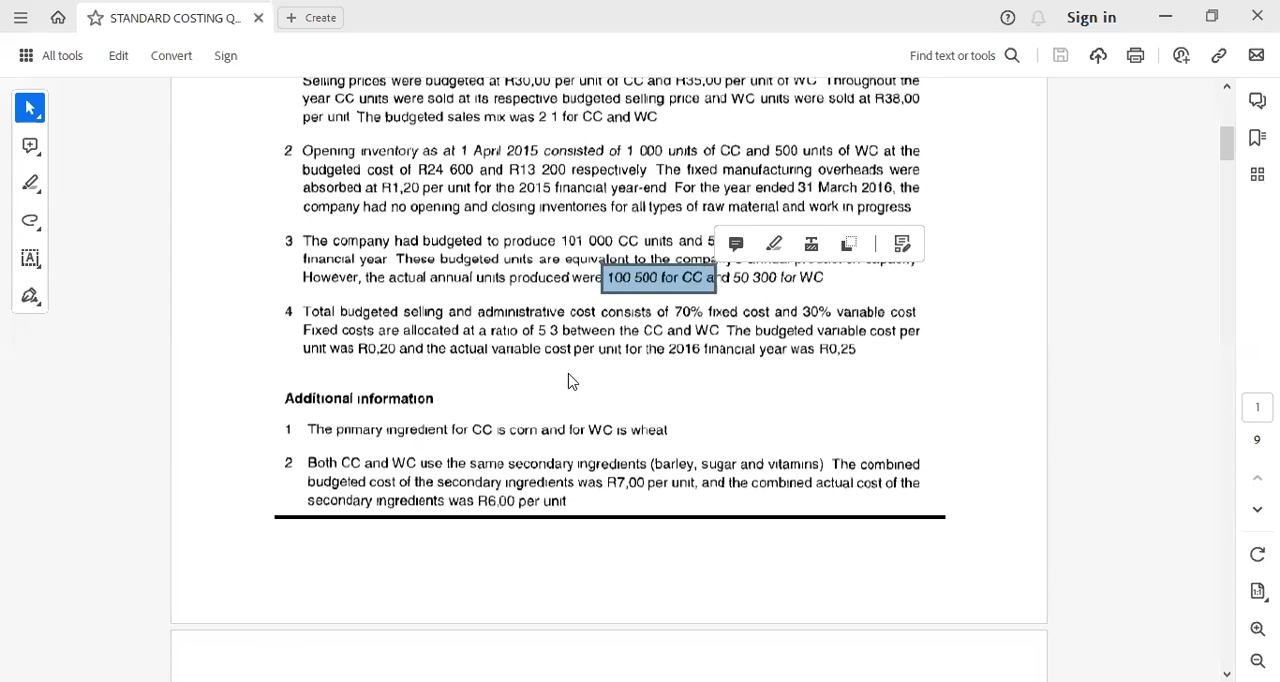 STANDARD COSTING Q...
Create
Sign in
All tools
Edit
Convert
Sign
Find text or tools
Selling prices were budgeted at R30,00 per unit of CC and R35,00 per unit of WC Throughout the
year CC units were sold at its respective budgeted selling price and WC units were sold at R38,00
per unit The budgeted sales mix was 2 1 for CC and WC
2 Opening inventory as at 1 April 2015 consisted of 1 000 units of CC and 500 units of WC at the
budgeted cost of R24 600 and R13 200 respectively The fixed manufacturing overheads were
absorbed at R1,20 per unit for the 2015 financial year-end For the year ended 31 March 2016, the
company had no opening and closing inventories for all types of raw material and work in progress
3 The company had budgeted to produce 101 000 CC units and 5
financial year These budgeted units are equivalent to the
However, the actual annual units produced were 100 500 for CC and 50 300 for WC
4 Total budgeted selling and administrative cost consists of 70% fixed cost and 30% variable cost
Fixed costs are allocated at a ratio of 5 3 between the CC and WC The budgeted variable cost per
unit was R0,20 and the actual variable cost per unit for the 2016 financial year was R0,25
Additional information
1 The primary ingredient for CC is corn and for WC is wheat
2 Both CC and WC use the same secondary ingredients (barley, sugar and vitamins) The combined
budgeted cost of the secondary ingredients was R7,00 per unit, and the combined actual cost of the
secondary ingredients was R6,00 per unit
1
9